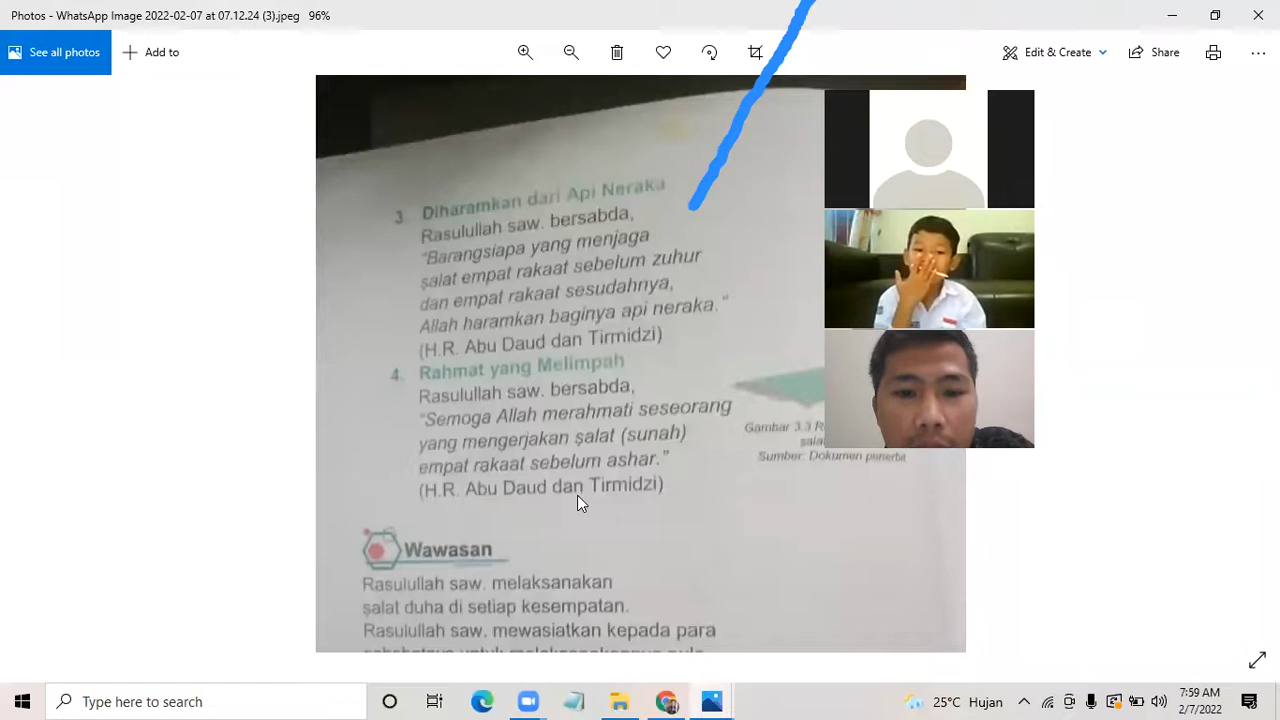 Photos - WhatsApp Image 2022-02-07 at 07.12.24 (3).jpeg 96%
See all photos
Add to
Edit & Create
Share
3. Diharamkan dari Api Neraka
Rasulullah saw. bersabda,
“Barangsiapa yang menjaga
ṣalat empat rakaat sebelum zuhur
dan empat rakaat sesudahnya,
Allah haramkan baginya api neraka.”
(H.R. Abu Daud dan Tirmidzi)
4. Rahmat yang Melimpah
Rasulullah saw. bersabda,
“Semoga Allah merahmati seseorang
yang mengerjakan ṣalat (sunah)
empat rakaat sebelum ashar.”
(H.R. Abu Daud dan Tirmidzi)
Gambar 3.3
Sumber: Dokumen penerbit
Wawasan
Rasulullah saw. melaksanakan
ṣalat duha di setiap kesempatan.
Rasulullah saw. mewasiatkan kepada para
Type here to search
25°C Hujan
7:59 AM
2/7/2022